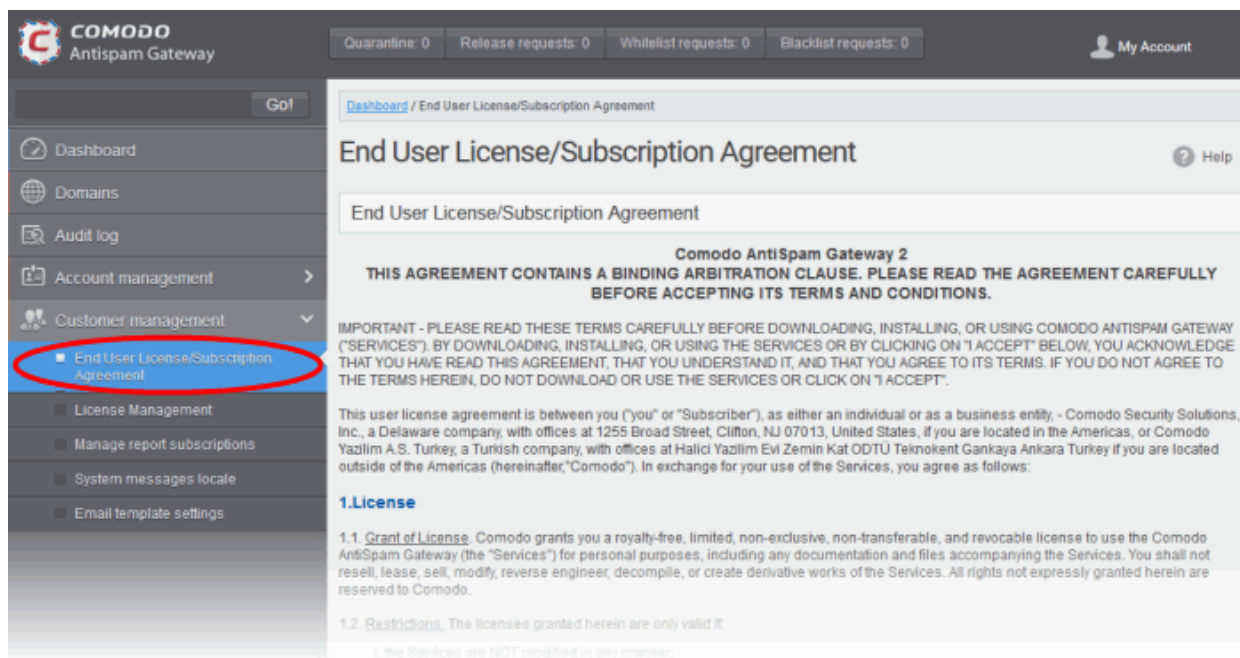 COMODO
Antispam Gateway
Quarantine: 0 Release requests: 0 Whitelist requests: 0 Blacklist requests: 0
My Account
Go!
Dashboard
Domains
Audit log
Account management
Customer management
End User License/Subscription
Agreement
License Management
Manage report subscriptions
System messages locale
Email template settings
Dashboard / End User License/Subscription Agreement
End User License/Subscription Agreement
Help
End User License/Subscription Agreement
Comodo AntiSpam Gateway 2
THIS AGREEMENT CONTAINS A BINDING ARBITRATION CLAUSE. PLEASE READ THE AGREEMENT CAREFULLY
BEFORE ACCEPTING ITS TERMS AND CONDITIONS.
IMPORTANT - PLEASE READ THESE TERMS CAREFULLY BEFORE DOWNLOADING, INSTALLING, OR USING COMODO ANTISPAM GATEWAY
("SERVICES"). BY DOWNLOADING, INSTALLING, OR USING THE SERVICES OR BY CLICKING ON "I ACCEPT" BELOW, YOU ACKNOWLEDGE
THAT YOU HAVE READ THIS AGREEMENT, THAT YOU UNDERSTAND IT, AND THAT YOU AGREE TO ITS TERMS. IF YOU DO NOT AGREE TO
THE TERMS HEREIN, DO NOT DOWNLOAD OR USE THE SERVICES OR CLICK ON "I ACCEPT".
This user license agreement is between you ("you" or "Subscriber"), as either an individual or as a business entity, - Comodo Security Solutions,
Inc., a Delaware company, with offices at 1255 Broad Street, Clifton, NJ 07013, United States, if you are located in the Americas, or Comodo
Yazilim A.S. Turkey, a Turkish company, with offices at Halici Yazilim Evi Zemin Kat ODTÜ Teknokent Gankaya Ankara Turkey if you are located
outside of the Americas (hereinafter,"Comodo"). In exchange for your use of the Services, you agree as follows:
1.License
1.1. Grant of License. Comodo grants you a royalty-free, limited, non-exclusive, non-transferable, and revocable license to use the Comodo
AntiSpam Gateway (the "Services") for personal purposes, including any documentation and files accompanying the Services. You shall not
resell, lease, sell, modify, reverse engineer, decompile, or create derivative works of the Services. All rights not expressly granted herein are
reserved to Comodo.
1.2. Restrictions. The licenses granted herein are only valid if:
i. the Services are NOT modified in any manner.